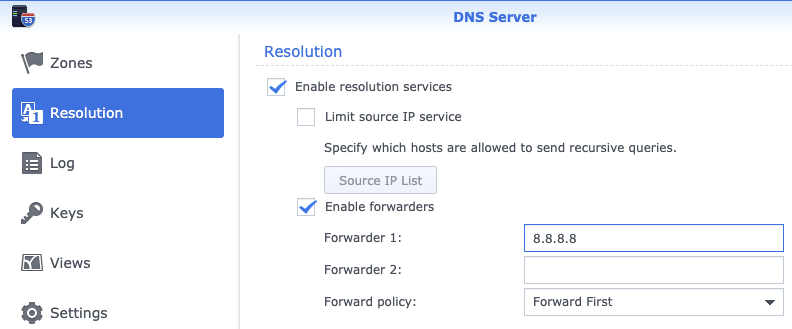 53
DNS Server
Zones
Resolution
Log
Keys
Views
Settings
Resolution
Enable resolution services
Limit source IP service
Specify which hosts are allowed to send recursive queries.
Source IP List
Enable forwarders
Forwarder 1: 8.8.8.8
Forwarder 2:
Forward policy: Forward First